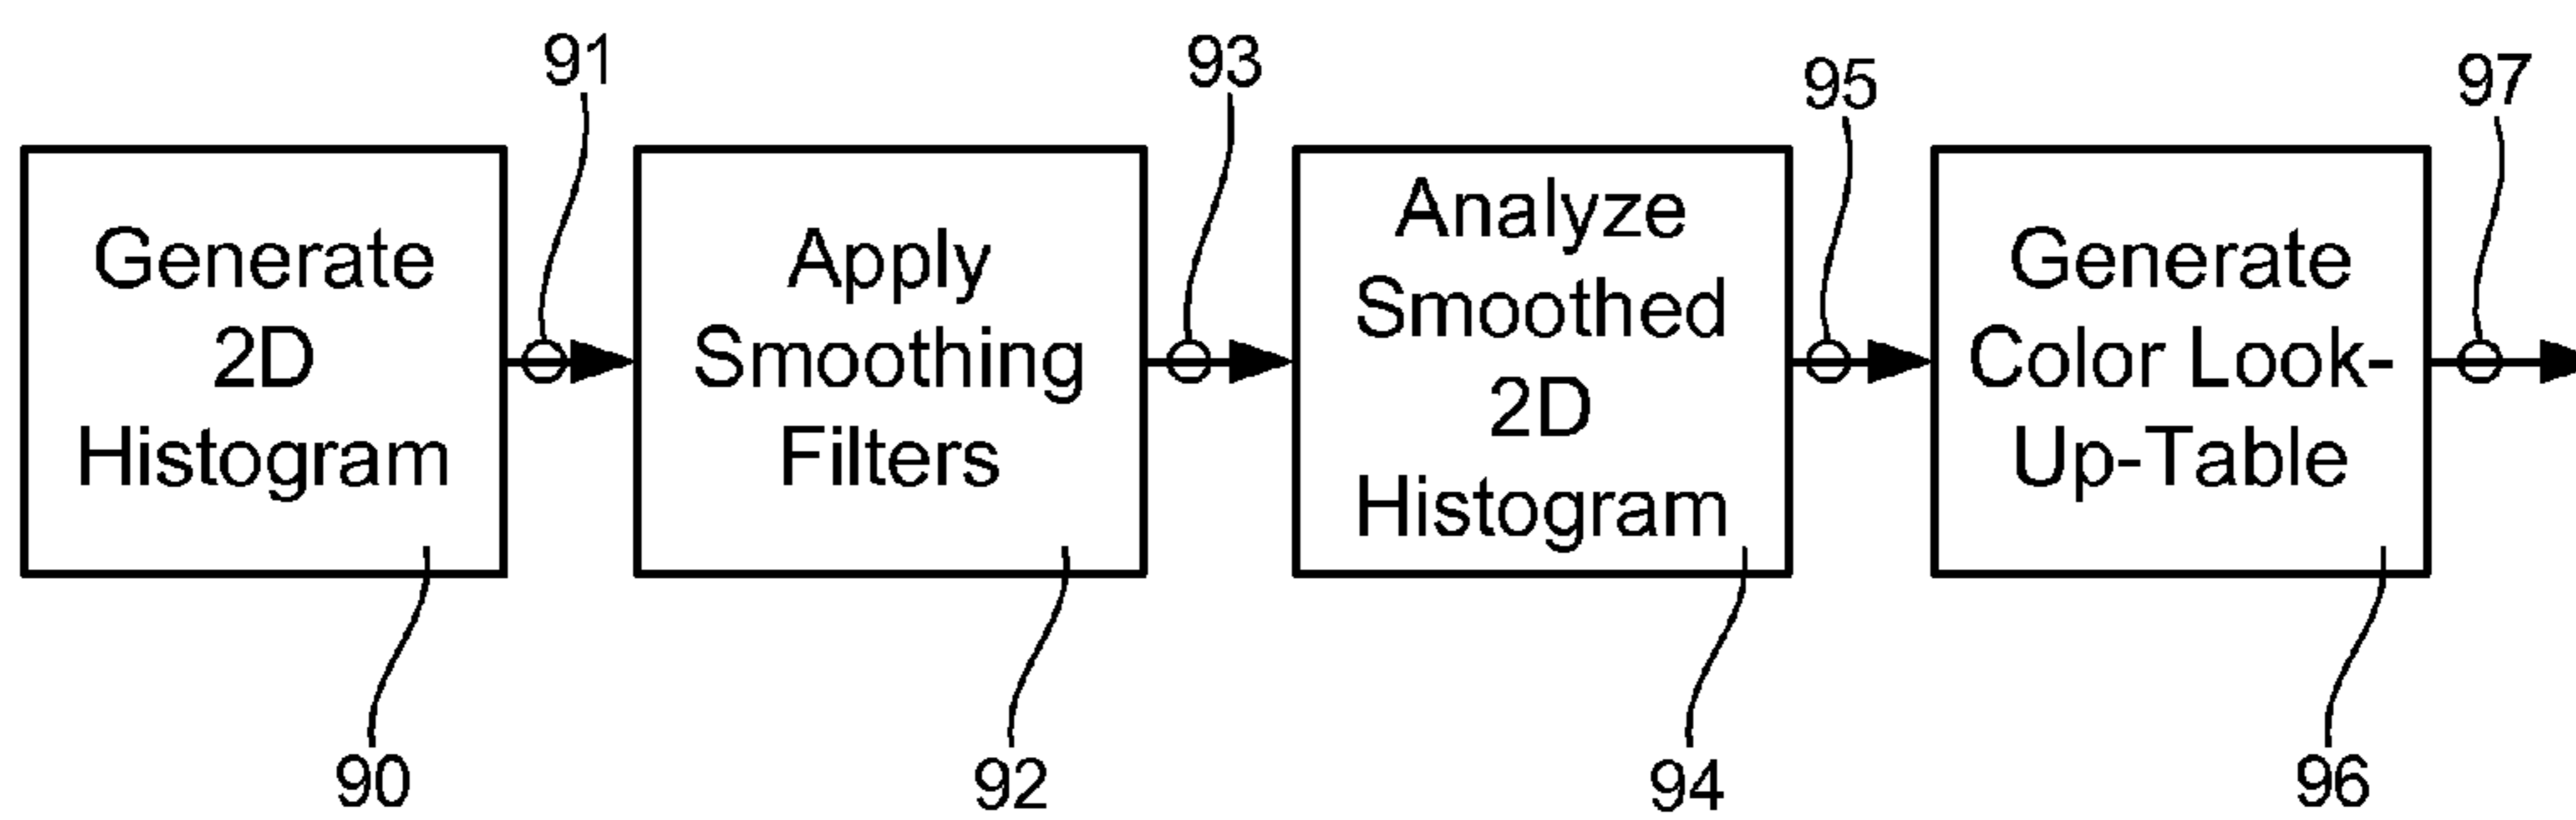 91
93
95
97
Generate
2D
Histogram
Apply
Smoothing
Filters
Analyze
Smoothed
2D
Histogram
Generate
Color Look-
Up-Table
90
92
94
96